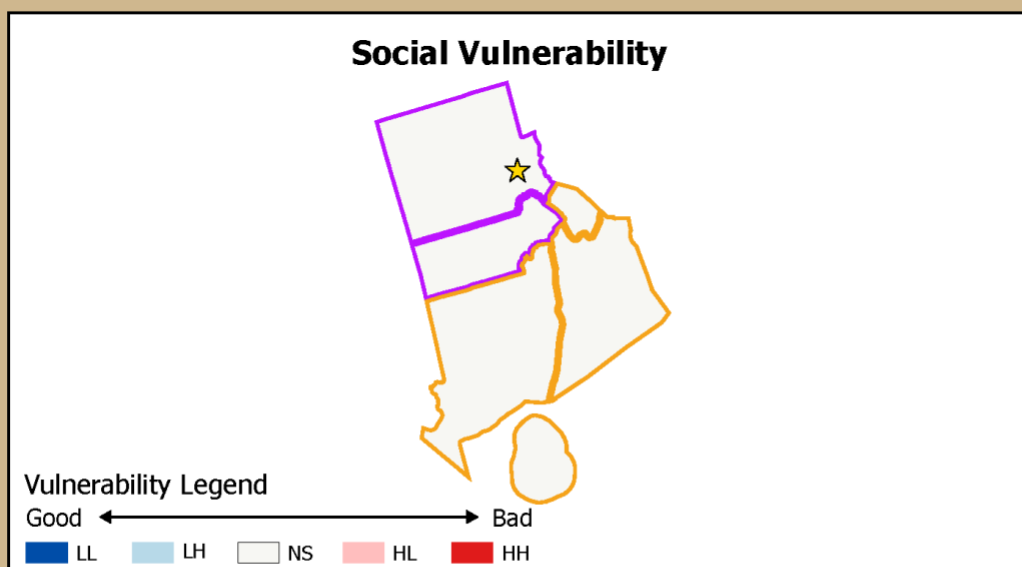 Social Vulnerability
Vulnerability Legend
Good Bad
LL LH NS HL HH